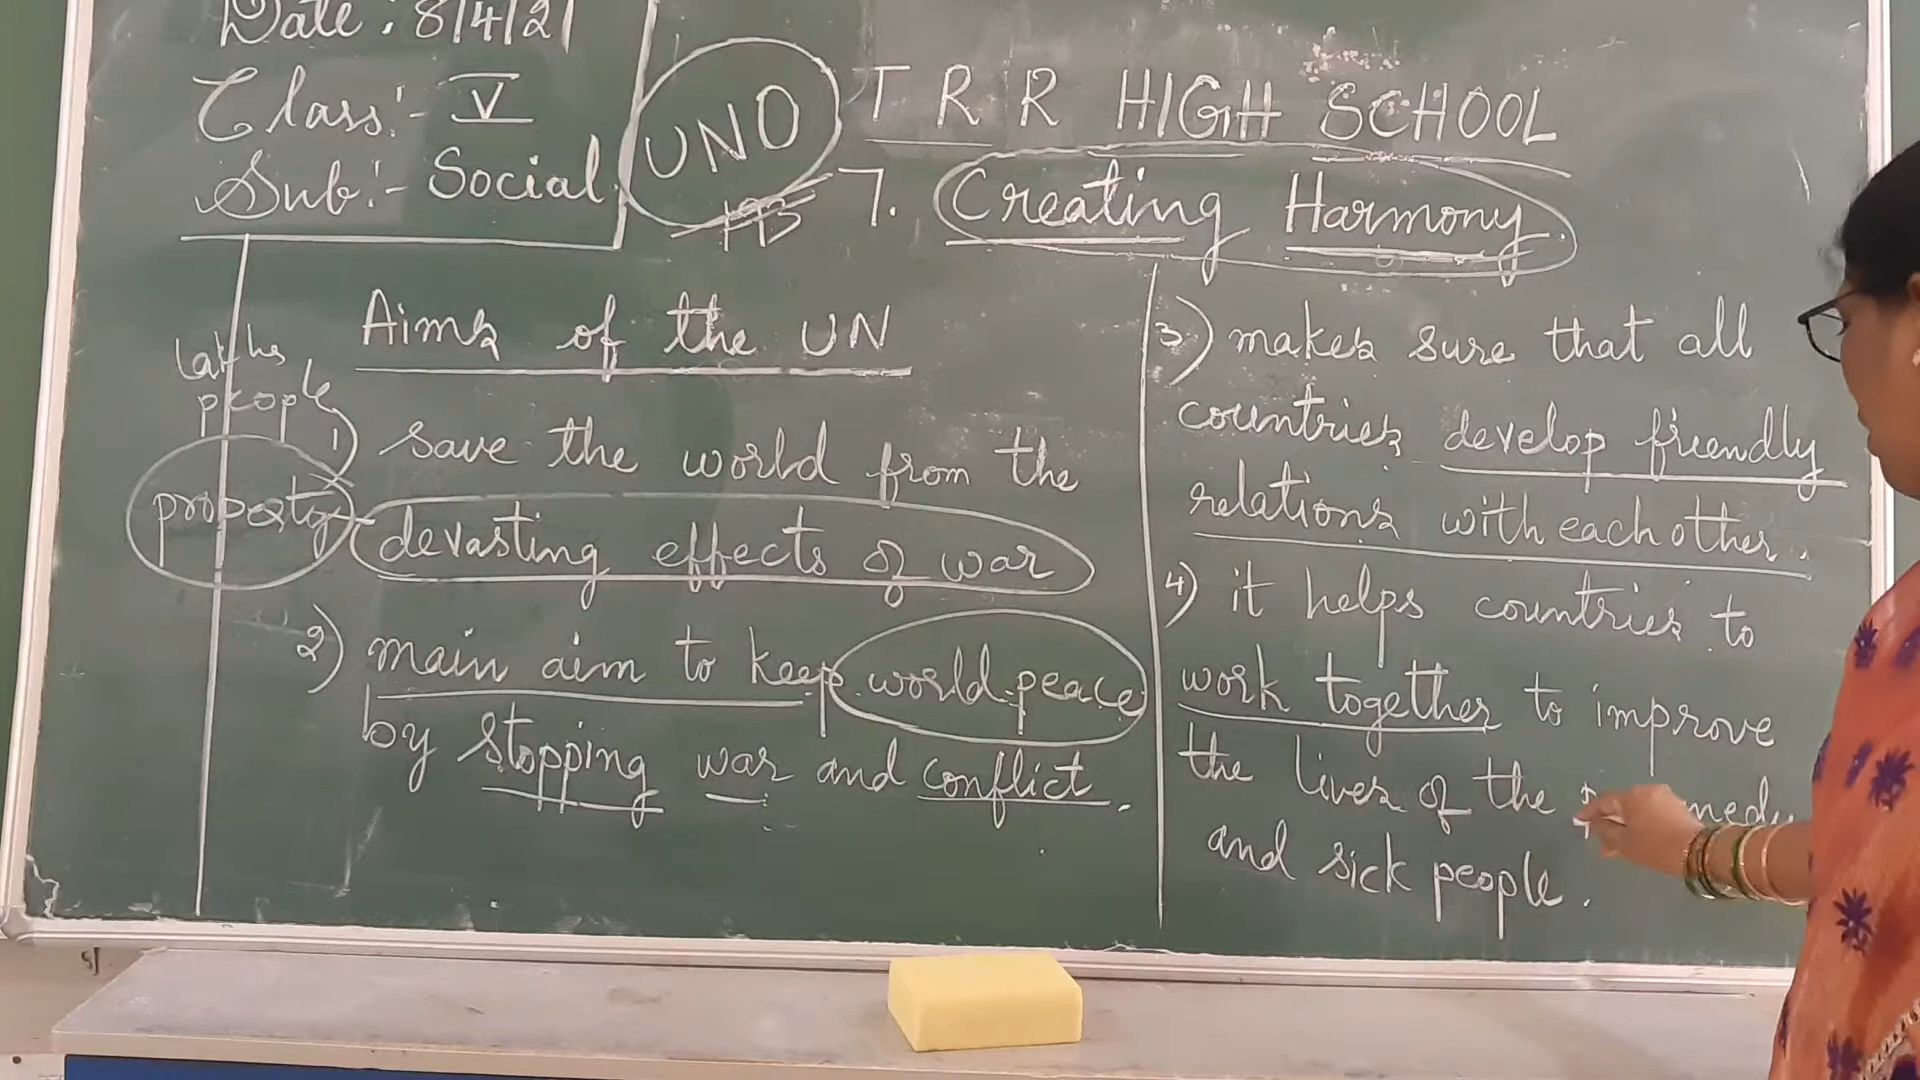 Date : 8/4/21
Class:- V
Sub:- Social
UNO
193
T R R HIGH SCHOOL
7. Creating Harmony
lakhs
people
property
Aims of the UN
1) save the world from the
devasting effects of war
2) main aim to keep world peace
by stopping war and conflict.
3) makes sure that all
countries develop friendly
relations with each other.
4) it helps countries to
work together to improve
the lives of the
and sick people.